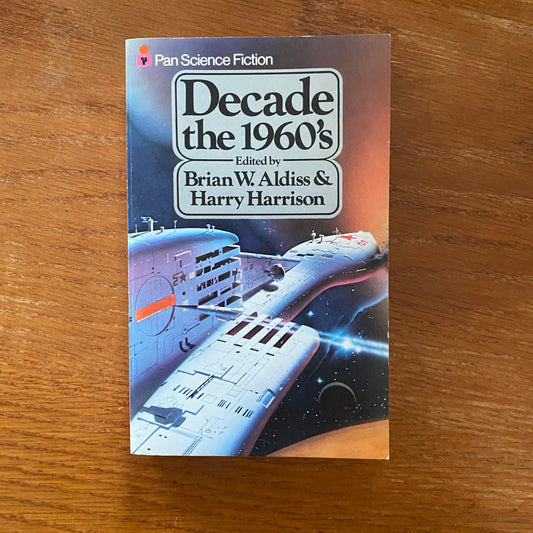 Pan Science Fiction
Decade
the 1960's
Edited by
Brian W. Aldiss &
Harry Harrison